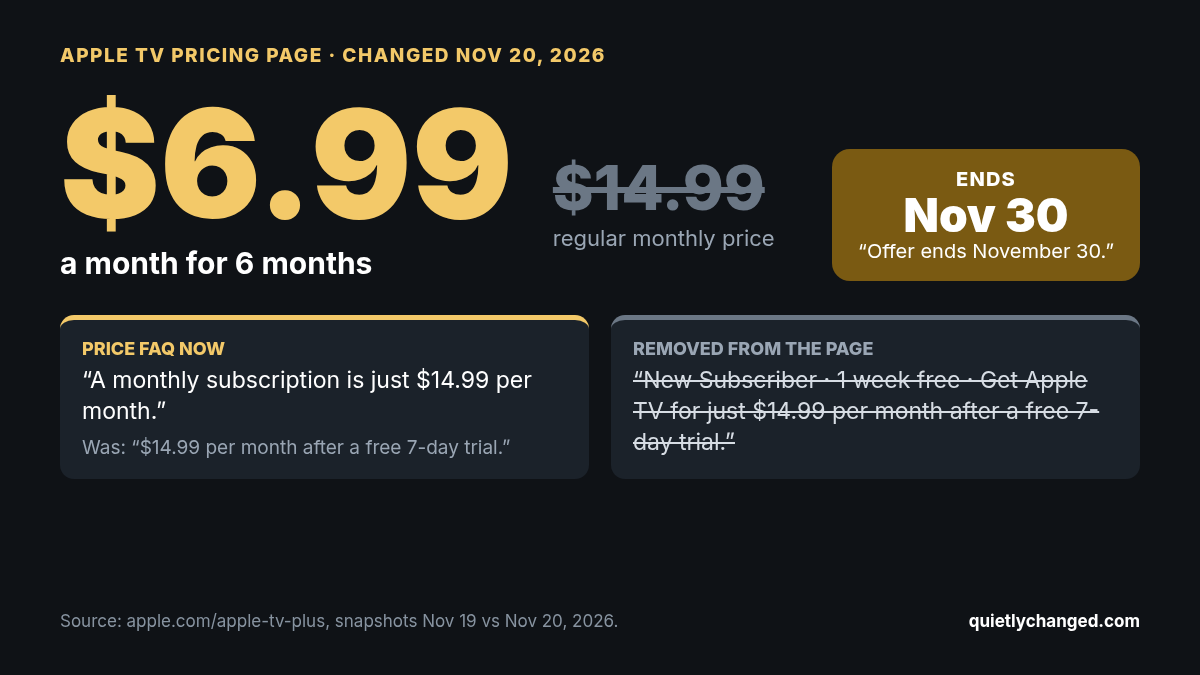 APPLE TV PRICING PAGE · CHANGED NOV 20, 2026
$6.99
a month for 6 months
$14.99
regular monthly price
ENDS
Nov 30
“Offer ends November 30.”
PRICE FAQ NOW
“A monthly subscription is just $14.99 per
month.”
Was: “$14.99 per month after a free 7-day trial.”
REMOVED FROM THE PAGE
“New Subscriber · 1 week free · Get Apple
TV for just $14.99 per month after a free 7-
day trial.”
Source: apple.com/apple-tv-plus, snapshots Nov 19 vs Nov 20, 2026.
quietlychanged.com